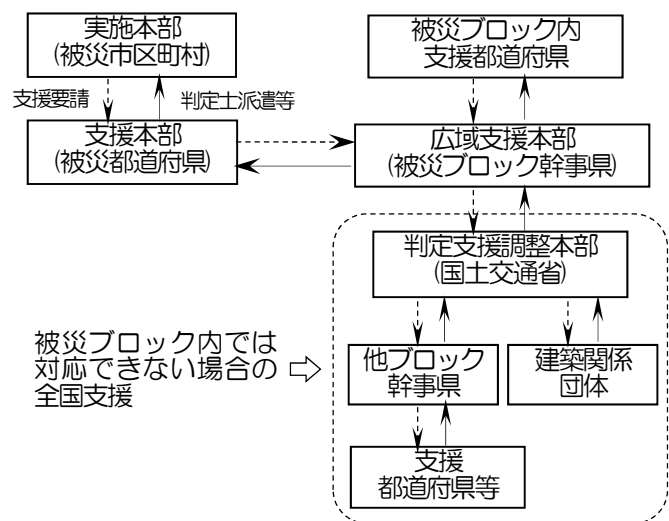 実施本部
(被災市区町村)
被災ブロック内
支援都道府県
支援要請
判定士派遣等
支援本部
(被災都道府県)
広域支援本部
(被災ブロック幹事県)
判定支援調整本部
(国土交通省)
被災ブロック内では
対応できない場合の
全国支援
他ブロック
幹事県
建築関係
団体
支援
都道府県等